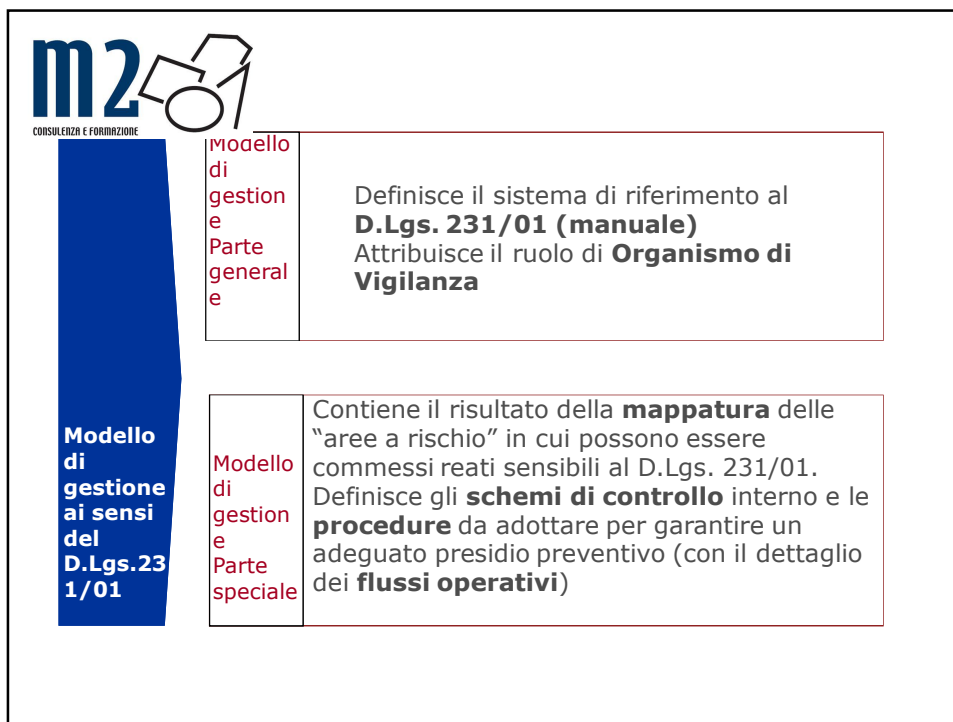 m2
CONSULENZA E FORMAZIONE
Modello
di
gestion
e
Parte
general
e
Definisce il sistema di riferimento al
D.Lgs. 231/01 (manuale)
Attribuisce il ruolo di Organismo di
Vigilanza
Modello
di
gestione
ai sensi
del
D.Lgs.23
1/01
Modello
di
gestion
e
Parte
speciale
Contiene il risultato della mappatura delle
“aree a rischio” in cui possono essere
commessi reati sensibili al D.Lgs. 231/01.
Definisce gli schemi di controllo interno e le
procedure da adottare per garantire un
adeguato presidio preventivo (con il dettaglio
dei flussi operativi)